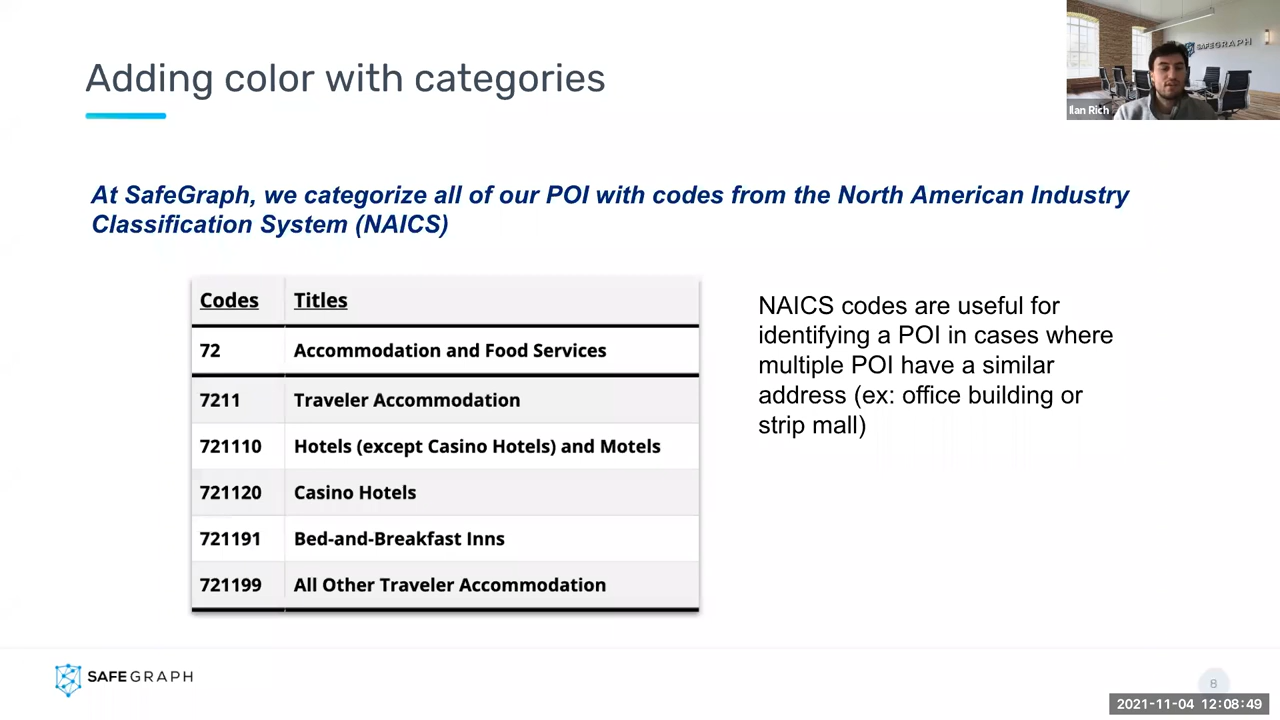 Adding color with categories
SAFEGRAPH
Ilan Rich
At SafeGraph, we categorize all of our POI with codes from the North American Industry
Classification System (NAICS)
Codes Titles
72 Accommodation and Food Services
7211 Traveler Accommodation
721110 Hotels (except Casino Hotels) and Motels
721120 Casino Hotels
721191 Bed-and-Breakfast Inns
721199 All Other Traveler Accommodation
NAICS codes are useful for
identifying a POI in cases where
multiple POI have a similar
address (ex: office building or
strip mall)
SAFEGRAPH
8
2021-11-04 12:08:49